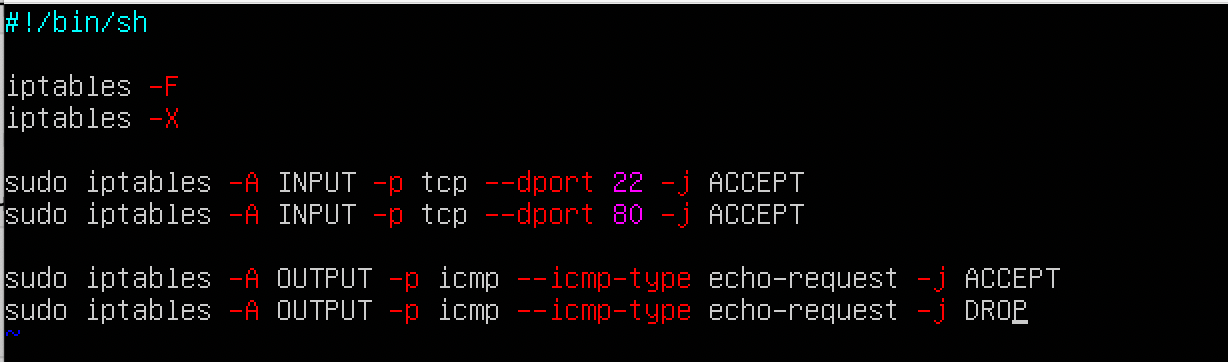 #!/bin/sh
iptables -F
iptables -X
sudo iptables -A INPUT -p tcp --dport 22 -j ACCEPT
sudo iptables -A INPUT -p tcp --dport 80 -j ACCEPT
sudo iptables -A OUTPUT -p icmp --icmp-type echo-request -j ACCEPT
sudo iptables -A OUTPUT -p icmp --icmp-type echo-request -j DROP
~